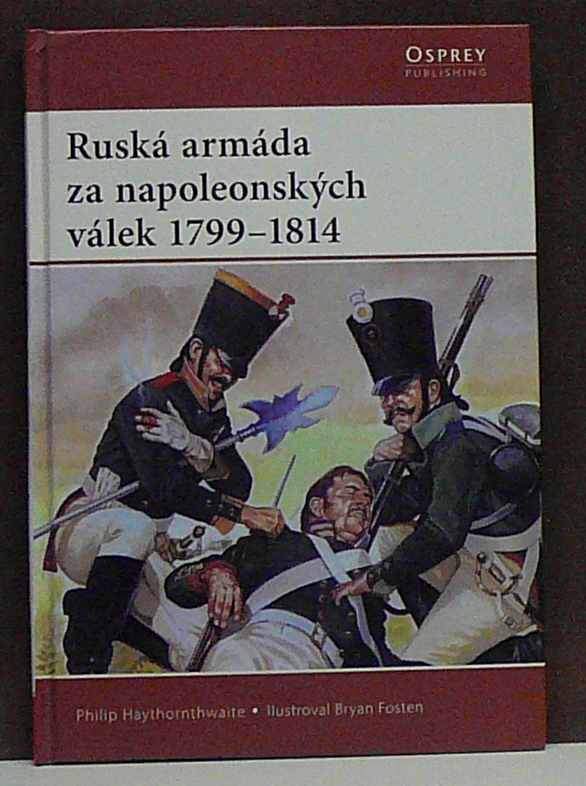 OSPREY
PUBLISHING
Ruská armáda
za napoleonských
válek 1799–1814
Philip Haythornthwaite • Ilustroval Bryan Fosten